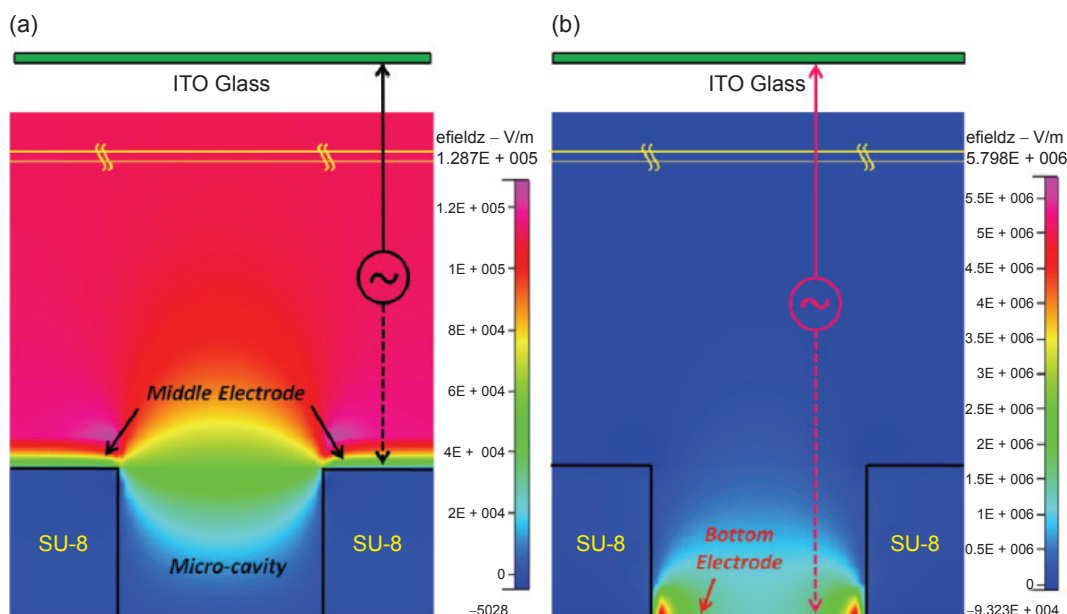 (a)
ITO Glass
efieldz – V/m
1.287E + 005
1.2E + 005
1E + 005
8E + 004
6E + 004
4E + 004
2E + 004
0
–5028
Middle Electrode
SU-8
SU-8
Micro-cavity
(b)
ITO Glass
efieldz – V/m
5.798E + 006
5.5E + 006
5E + 006
4.5E + 006
4E + 006
3.5E + 006
3E + 006
2.5E + 006
2E + 006
1.5E + 006
1E + 006
0.5E + 006
0
–9.323E + 004
SU-8
SU-8
Bottom
Electrode